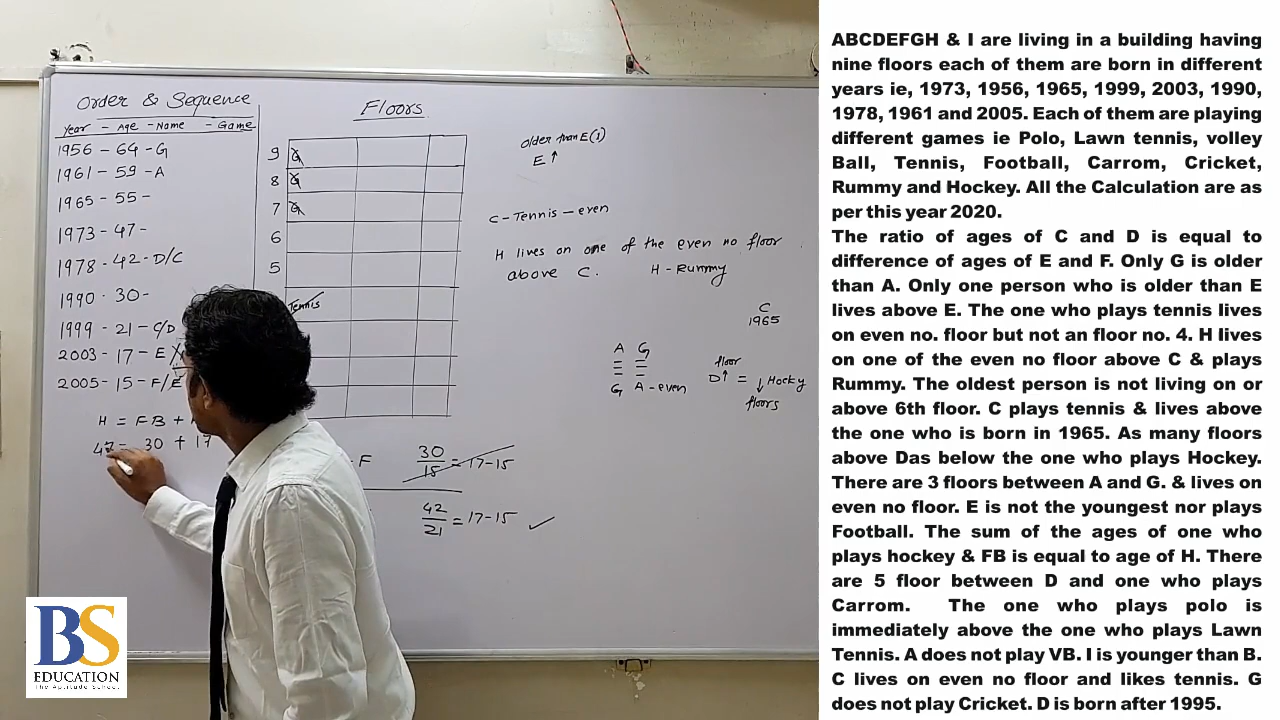 Order & Sequence
Year - Age - Name - Game
1956 - 64 - G
1961 - 59 - A
1965 - 55 -
1973 - 47 -
1978 - 42 - D/C
1990 - 30 -
1999 - 21 - C/D
2003 - 17 - E
2005 - 15 - F/E
H = FB +
47 = 30 + 17
Floors
9 G
8 G
7 G
6
5
Tennis
F
30/15 = 17-15
42/21 = 17-15 ✓
older than E (1)
E ↑
C - Tennis - even
H lives on one of the even no floor
above C. H - Rummy
C
1965
A G
G A - even
floor
D↑ = ↓ Hocky
floors
BS
EDUCATION
The Aptitude School
ABCDEFGH & I are living in a building having
nine floors each of them are born in different
years ie, 1973, 1956, 1965, 1999, 2003, 1990,
1978, 1961 and 2005. Each of them are playing
different games ie Polo, Lawn tennis, volley
Ball, Tennis, Football, Carrom, Cricket,
Rummy and Hockey. All the Calculation are as
per this year 2020.
The ratio of ages of C and D is equal to
difference of ages of E and F. Only G is older
than A. Only one person who is older than E
lives above E. The one who plays tennis lives
on even no. floor but not an floor no. 4. H lives
on one of the even no floor above C & plays
Rummy. The oldest person is not living on or
above 6th floor. C plays tennis & lives above
the one who is born in 1965. As many floors
above Das below the one who plays Hockey.
There are 3 floors between A and G. & lives on
even no floor. E is not the youngest nor plays
Football. The sum of the ages of one who
plays hockey & FB is equal to age of H. There
are 5 floor between D and one who plays
Carrom. The one who plays polo is
immediately above the one who plays Lawn
Tennis. A does not play VB. I is younger than B.
C lives on even no floor and likes tennis. G
does not play Cricket. D is born after 1995.